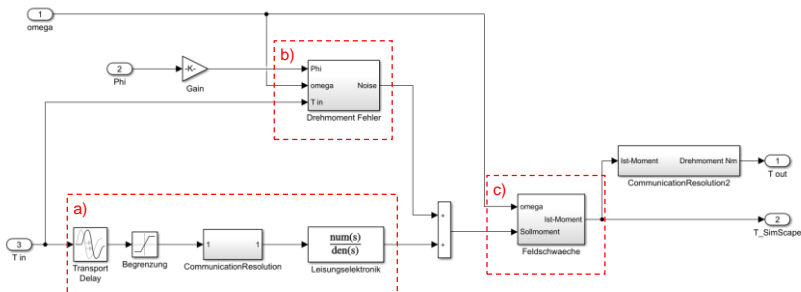 1
omega
b)
2
Phi
-K-
Gain
Phi
omega
T in
Noise
Drehmoment Fehler
a)
3
T in
Transport
Delay
Begrenzung
1 1
CommunicationResolution
num(s)
den(s)
Leisungselektronik
+
+
c)
omega
Ist-Moment
Sollmoment
Feldschwaeche
Ist-Moment Drehmoment Nm
CommunicationResolution2
1
T out
2
T_SimScape